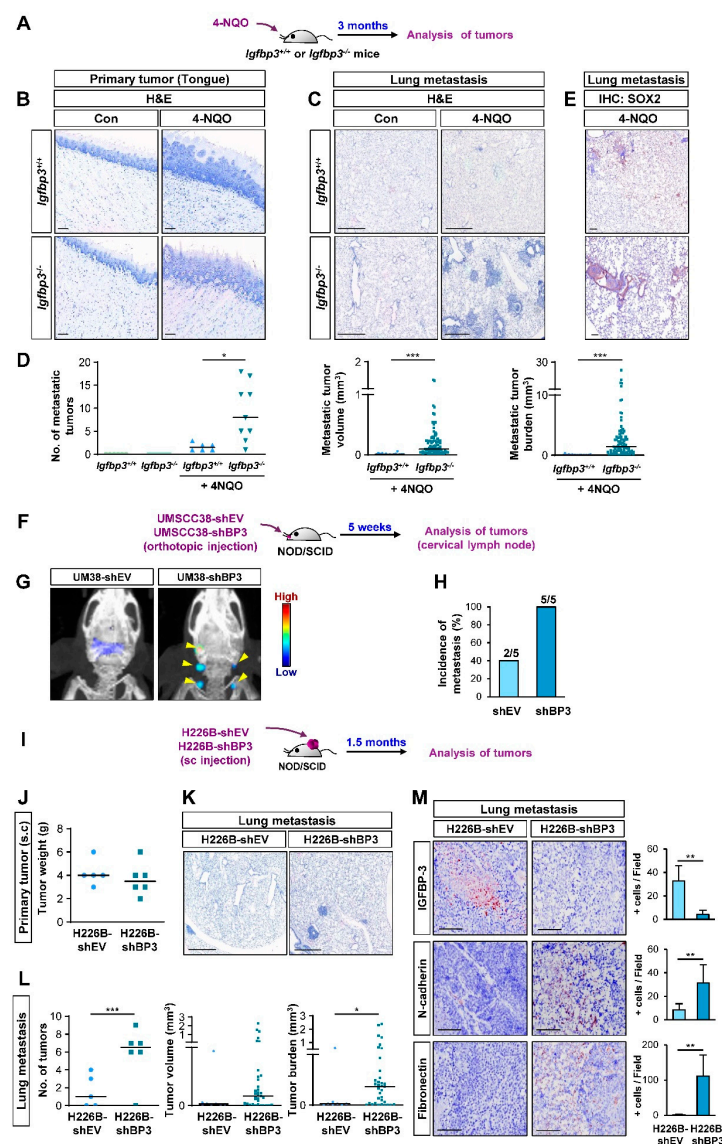 A
4-NQO
3 months
Analysis of tumors
Igfbp3+/+ or Igfbp3-/- mice
Primary tumor (Tongue)
Lung metastasis
Lung metastasis
B
H&E
C
H&E
E
IHC: SOX2
Con
4-NQO
Con
4-NQO
4-NQO
Igfbp3+/+
Igfbp3+/+
Igfbp3-/-
Igfbp3-/-
D
No. of metastatic tumors
20
15
10
5
0
*
Igfbp3+/+
Igfbp3-/-
Igfbp3+/+
Igfbp3-/-
+ 4NQO
Metastatic tumor volume (mm3)
2
1
0
***
Igfbp3+/+
Igfbp3-/-
+ 4NQO
Metastatic tumor burden (mm3)
30
10
0
***
Igfbp3+/+
Igfbp3-/-
+ 4NQO
F
UMSCC38-shEV
UMSCC38-shBP3
(orthotopic injection)
NOD/SCID
5 weeks
Analysis of tumors
(cervical lymph node)
G
UM38-shEV
UM38-shBP3
High
Low
H
Incidence of metastasis (%)
100
80
60
40
20
0
2/5
5/5
shEV
shBP3
I
H226B-shEV
H226B-shBP3
(sc injection)
NOD/SCID
1.5 months
Analysis of tumors
J
Primary tumor (s.c)
Tumor weight (g)
8
6
4
2
0
H226B-shEV
H226B-shBP3
K
Lung metastasis
H226B-shEV
H226B-shBP3
L
Lung metastasis
No. of tumors
10
8
6
4
2
0
***
H226B-shEV
H226B-shBP3
Tumor volume (mm3)
3
2
1
0
H226B-shEV
H226B-shBP3
Tumor burden (mm3)
3
2
1
0
*
H226B-shEV
H226B-shBP3
M
Lung metastasis
H226B-shEV
H226B-shBP3
IGFBP-3
+ cells / Field
60
40
20
0
**
N-cadherin
+ cells / Field
60
40
20
0
**
Fibronectin
+ cells / Field
200
100
0
**
H226B-shEV
H226B-shBP3